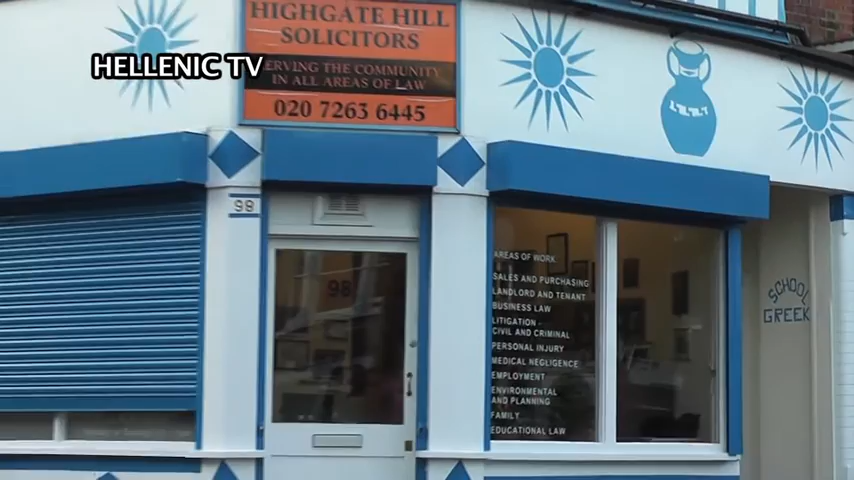 HIGHGATE HILL
SOLICITORS
SERVING THE COMMUNITY
IN ALL AREAS OF LAW
020 7263 6445
HELLENIC TV
98
98
AREAS OF WORK
SALES AND PURCHASING
LANDLORD AND TENANT
BUSINESS LAW
LITIGATION
CIVIL AND CRIMINAL
PERSONAL INJURY
MEDICAL NEGLIGENCE
EMPLOYMENT
ENVIRONMENTAL
AND PLANNING
FAMILY
EDUCATIONAL LAW
SCHOOL
GREEK